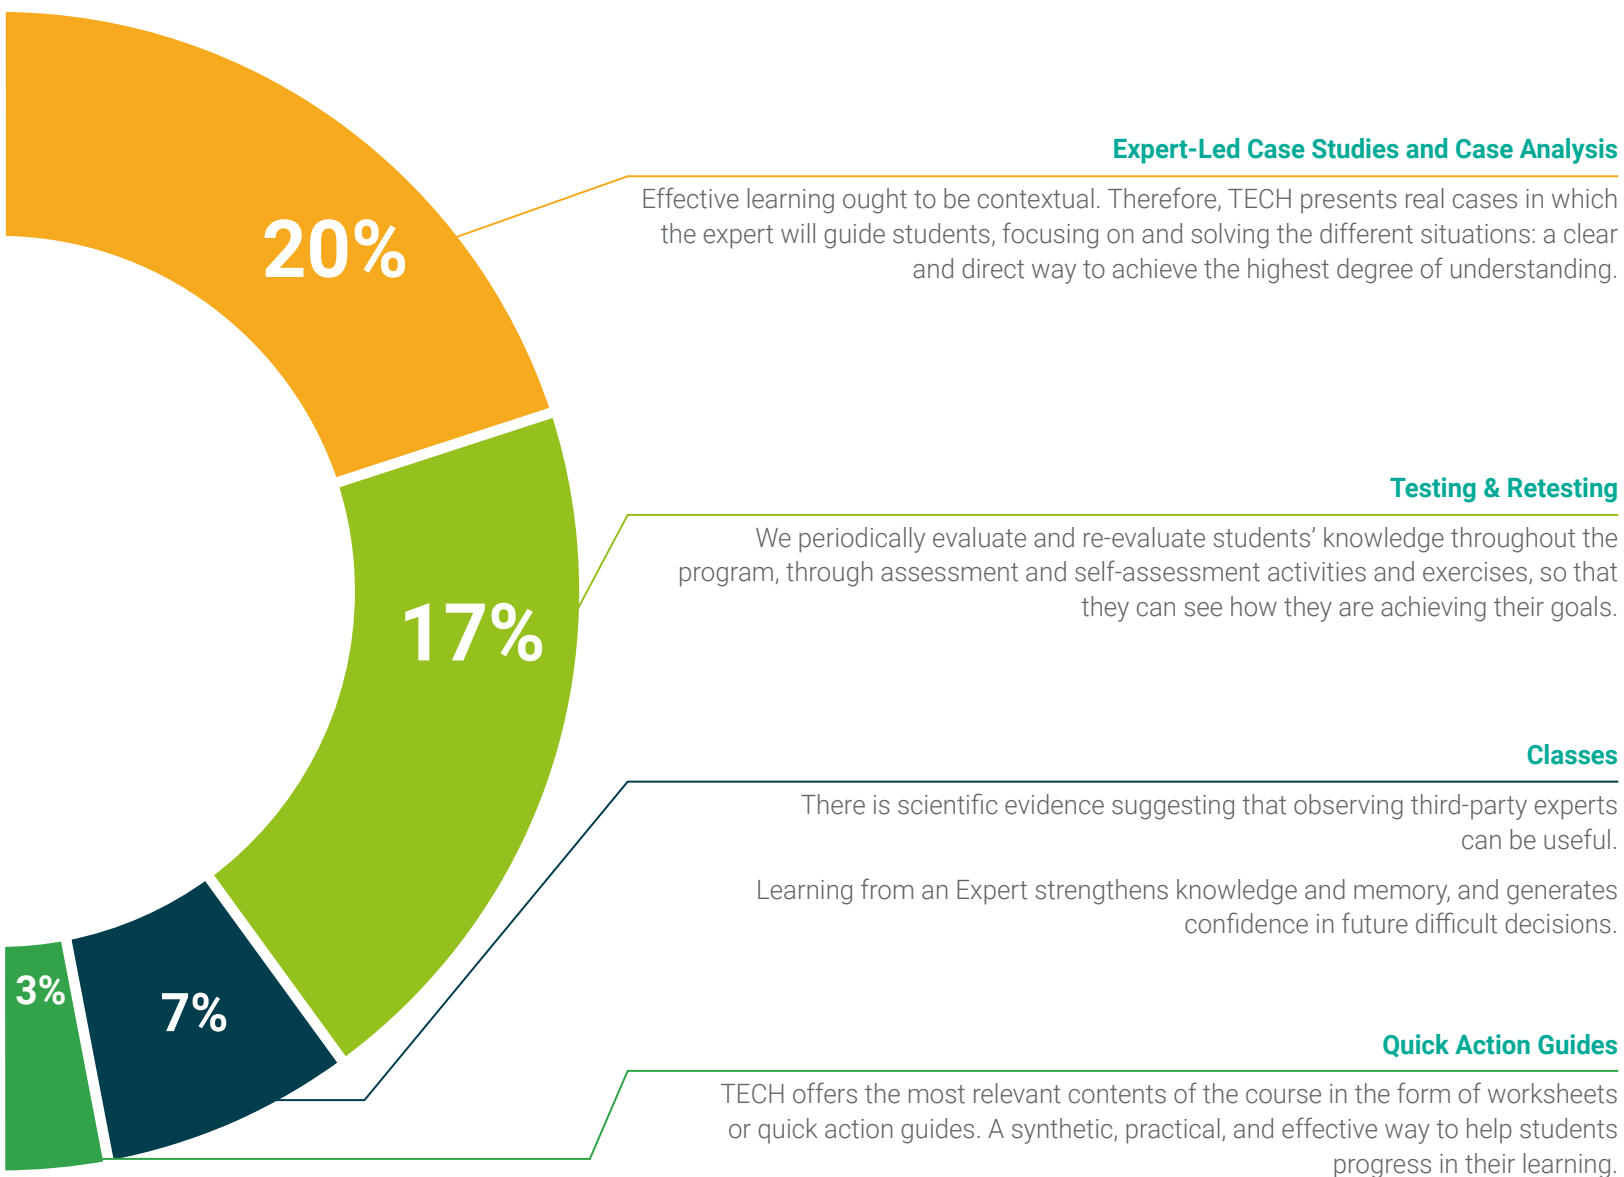 Expert-Led Case Studies and Case Analysis
Effective learning ought to be contextual. Therefore, TECH presents real cases in which
the expert will guide students, focusing on and solving the different situations: a clear
and direct way to achieve the highest degree of understanding.
20%
Testing & Retesting
We periodically evaluate and re-evaluate students’ knowledge throughout the
program, through assessment and self-assessment activities and exercises, so that
they can see how they are achieving their goals.
17%
Classes
There is scientific evidence suggesting that observing third-party experts
can be useful.
Learning from an Expert strengthens knowledge and memory, and generates
confidence in future difficult decisions.
7%
3%
Quick Action Guides
TECH offers the most relevant contents of the course in the form of worksheets
or quick action guides. A synthetic, practical, and effective way to help students
progress in their learning.